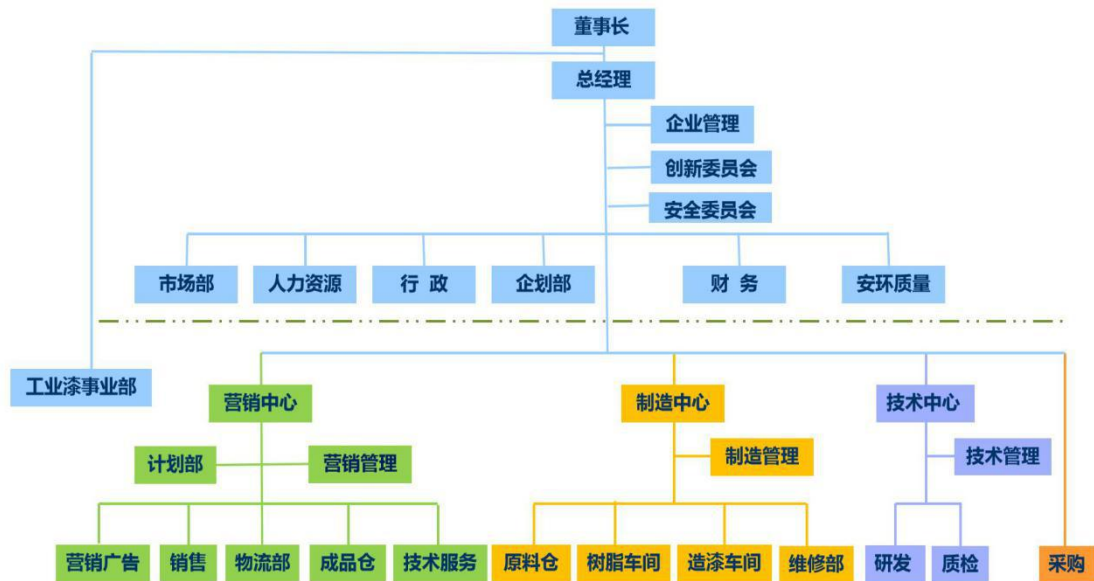 董事长
总经理
企业管理
创新委员会
安全委员会
市场部
人力资源
行 政
企划部
财 务
安环质量
工业漆事业部
营销中心
制造中心
技术中心
计划部
营销管理
制造管理
技术管理
营销广告
销售
物流部
成品仓
技术服务
原料仓
树脂车间
造漆车间
维修部
研发
质检
采购